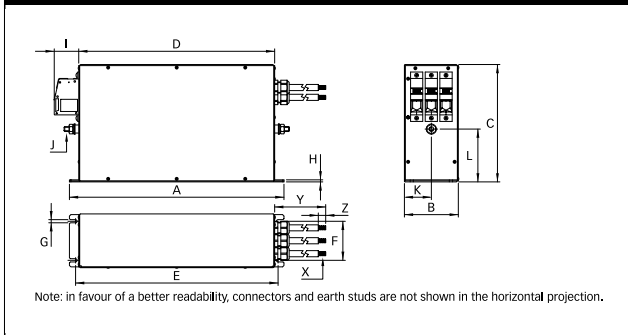 I
D
J
H
A
Y
Z
G
F
E
X
C
L
K
B
Note: in favour of a better readability, connectors and earth studs are not shown in the horizontal projection.